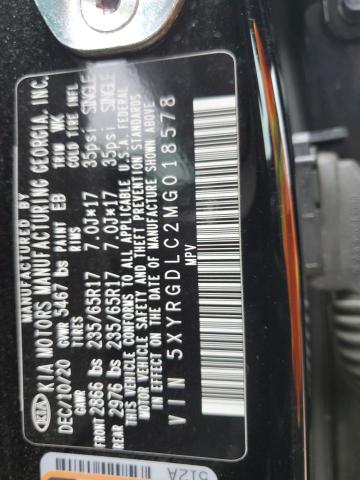 MANUFACTURED BY
KIA MOTORS MANUFACTURING GEORGIA, INC.
DEC/10/20 GVWR 5467 lbs PAINT EB TRIM WK
GAWR RIMS COLD TIRE INFL.
FRONT 2866 lbs 235/65R17 7.0J×17 35psi SINGLE
REAR 2976 lbs 235/65R17 7.0J×17 35psi SINGLE
THIS VEHICLE CONFORMS TO ALL APPLICABLE U.S.A FEDERAL
MOTOR VEHICLE SAFETY AND THEFT PREVENTION STANDARDS
IN EFFECT ON THE DATE OF MANUFACTURE SHOWN ABOVE
VIN 5XYRGDLC2MG018578
MPV
KIA
512A